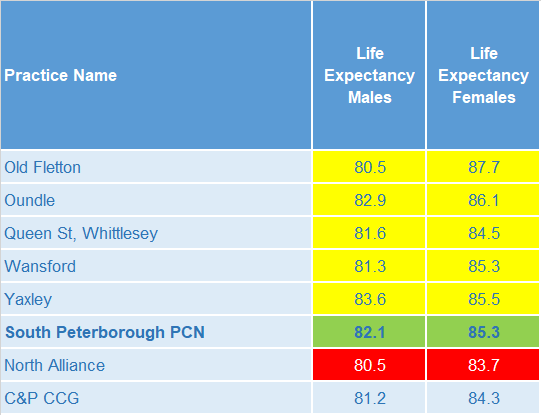 Practice Name Life Expectancy Males Life Expectancy Females
Old Fletton 80.5 87.7
Oundle 82.9 86.1
Queen St, Whittlesey 81.6 84.5
Wansford 81.3 85.3
Yaxley 83.6 85.5
South Peterborough PCN 82.1 85.3
North Alliance 80.5 83.7
C&P CCG 81.2 84.3